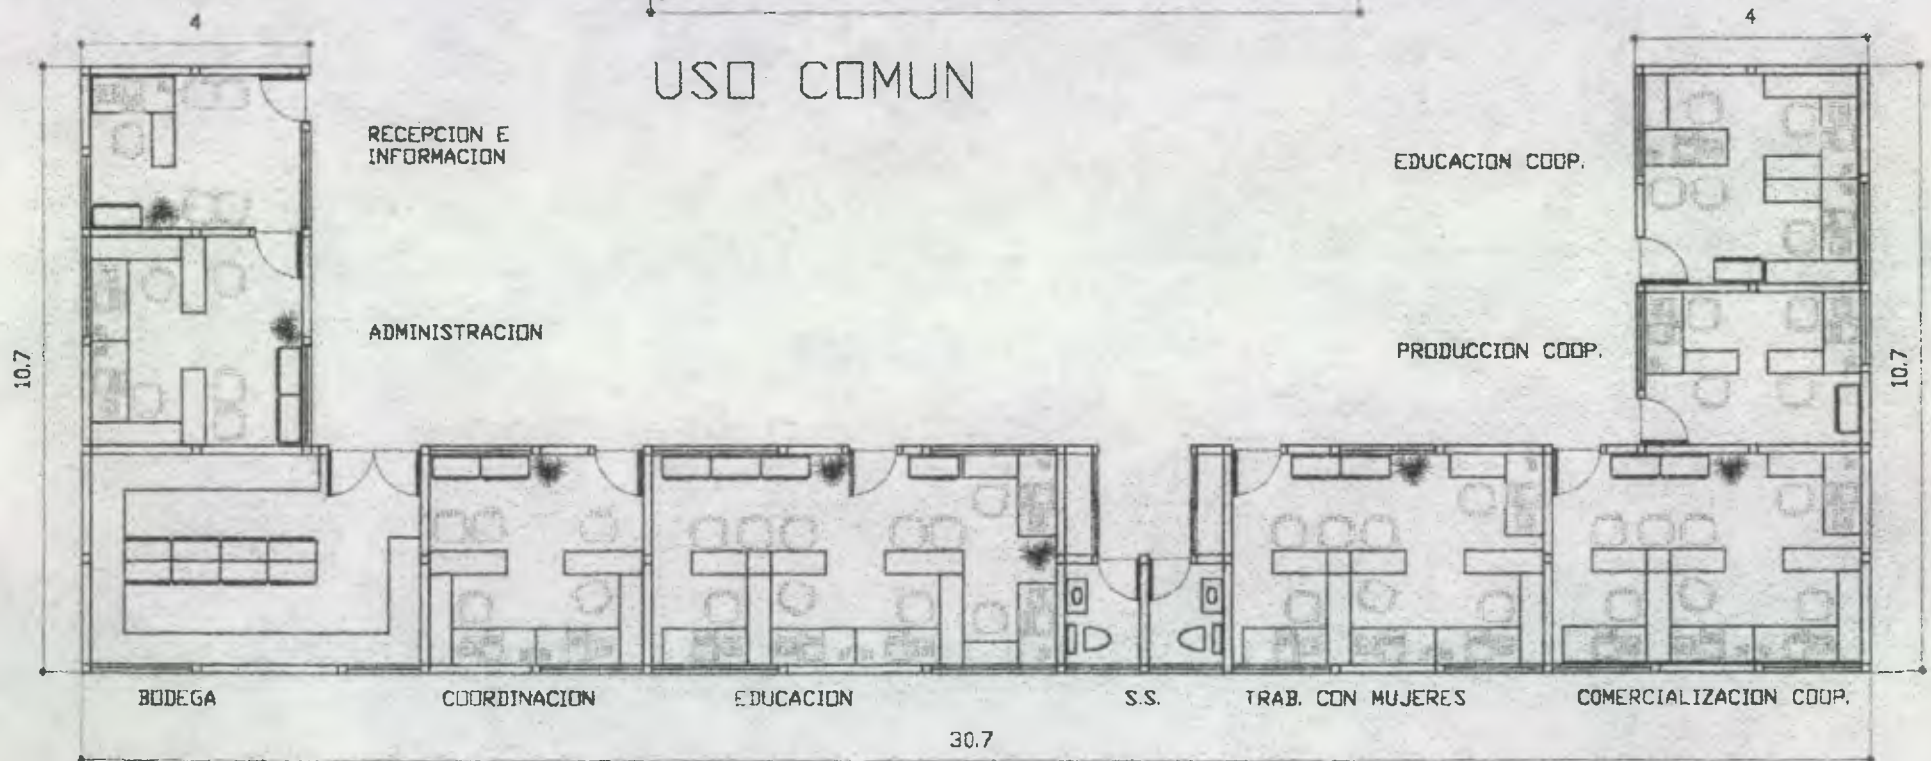 4
4
USO COMUN
RECEPCION E
INFORMACION
EDUCACION COOP.
ADMINISTRACION
PRODUCCION COOP.
10.7
10.7
BODEGA
COORDINACION
EDUCACION
S.S.
TRAB. CON MUJERES
COMERCIALIZACION COOP.
30.7